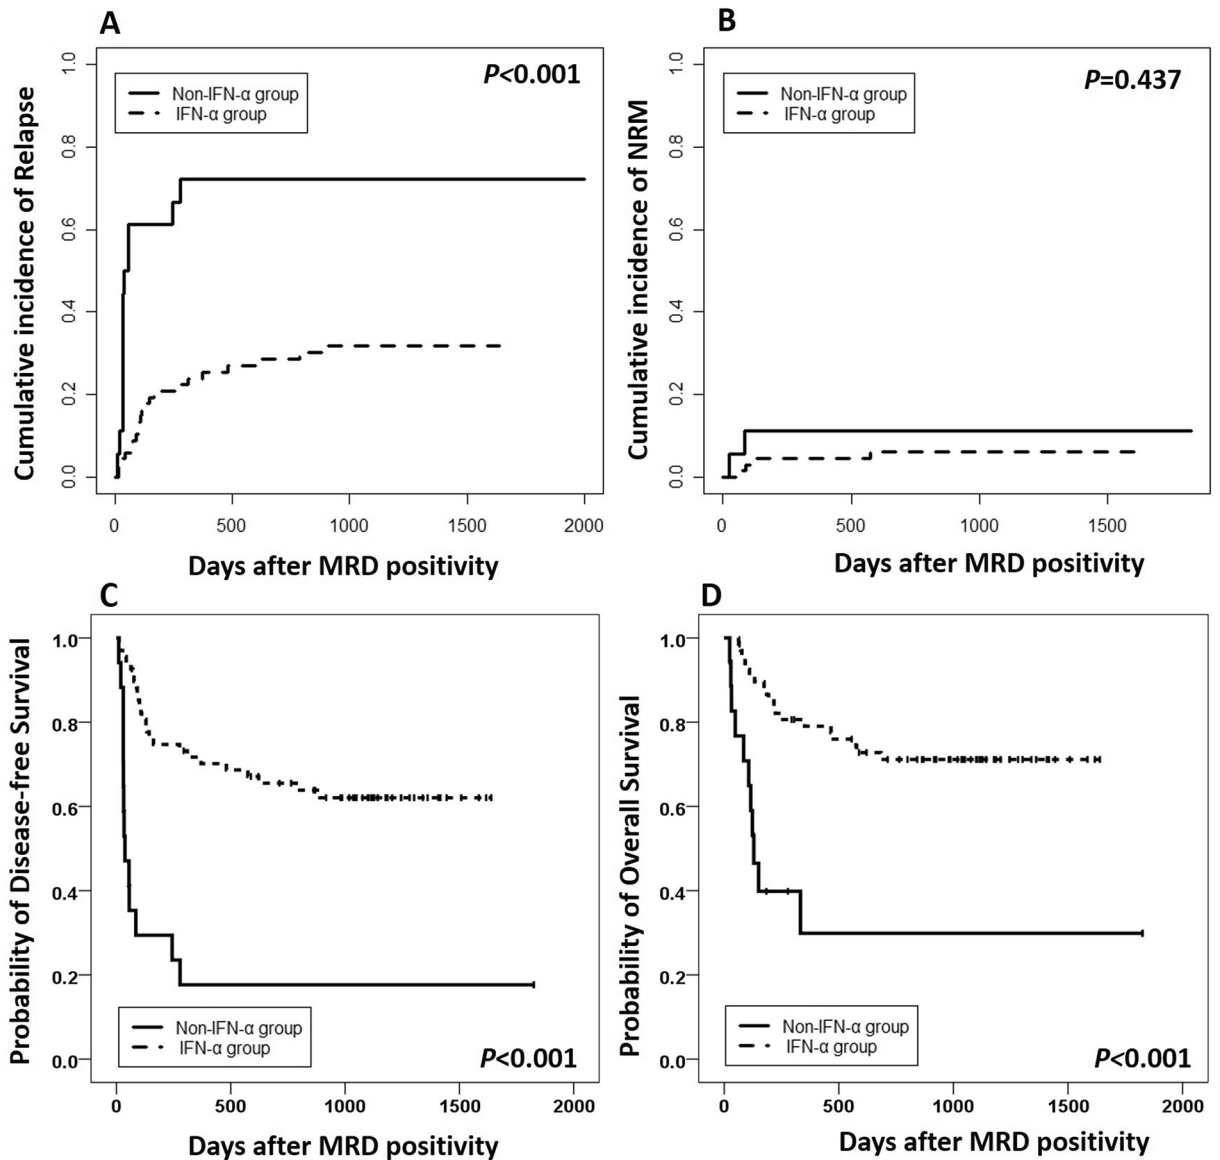 A
Cumulative incidence of Relapse
1.0
0.8
0.6
0.4
0.2
0.0
Non-IFN-α group
IFN-α group
P<0.001
0 500 1000 1500 2000
Days after MRD positivity
B
Cumulative incidence of NRM
1.0
0.8
0.6
0.4
0.2
0.0
Non-IFN-α group
IFN-α group
P=0.437
0 500 1000 1500
Days after MRD positivity
C
Probability of Disease-free Survival
1.0
0.8
0.6
0.4
0.2
0.0
Non-IFN-α group
IFN-α group
P<0.001
0 500 1000 1500 2000
Days after MRD positivity
D
Probability of Overall Survival
1.0
0.8
0.6
0.4
0.2
0.0
Non-IFN-α group
IFN-α group
P<0.001
0 500 1000 1500 2000
Days after MRD positivity